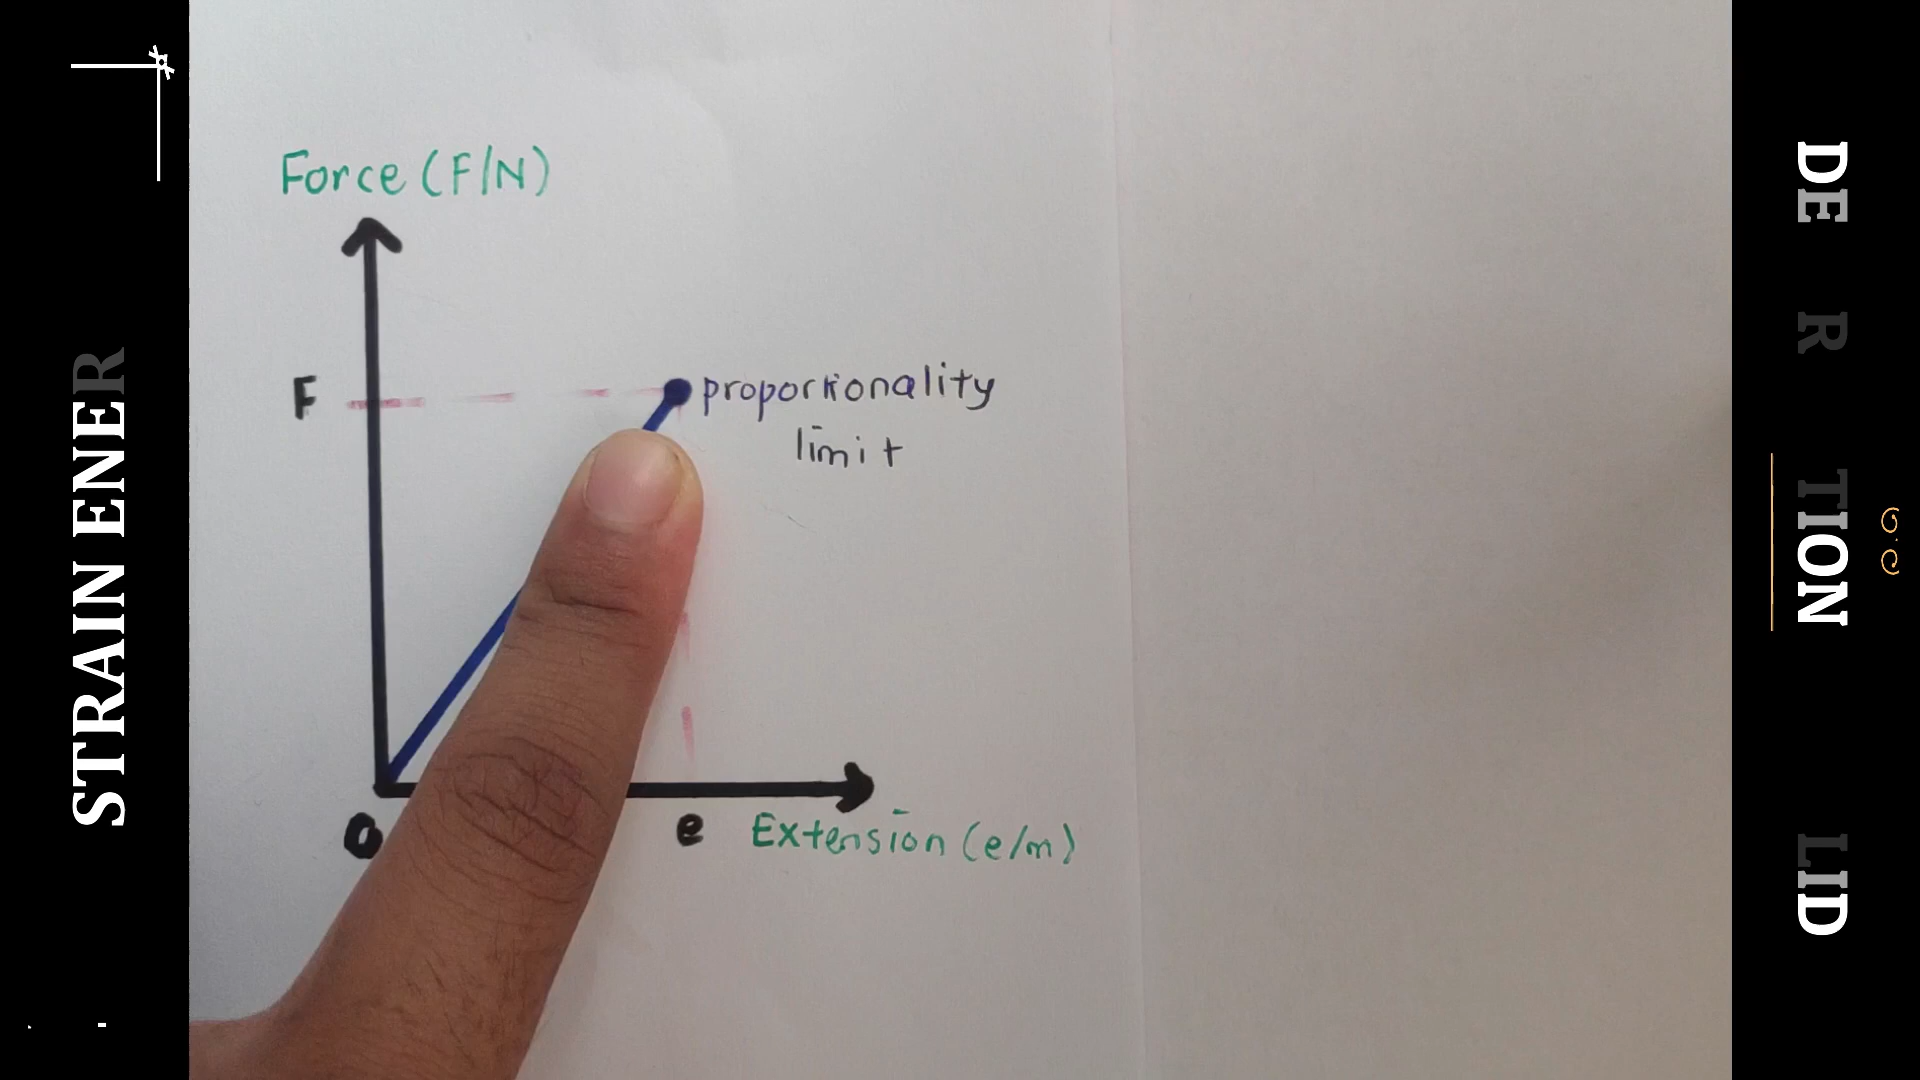 STRAIN ENER
Force (F/N)
F
proportionality
limit
O
e
Extension (e/m)
DE R TION LID